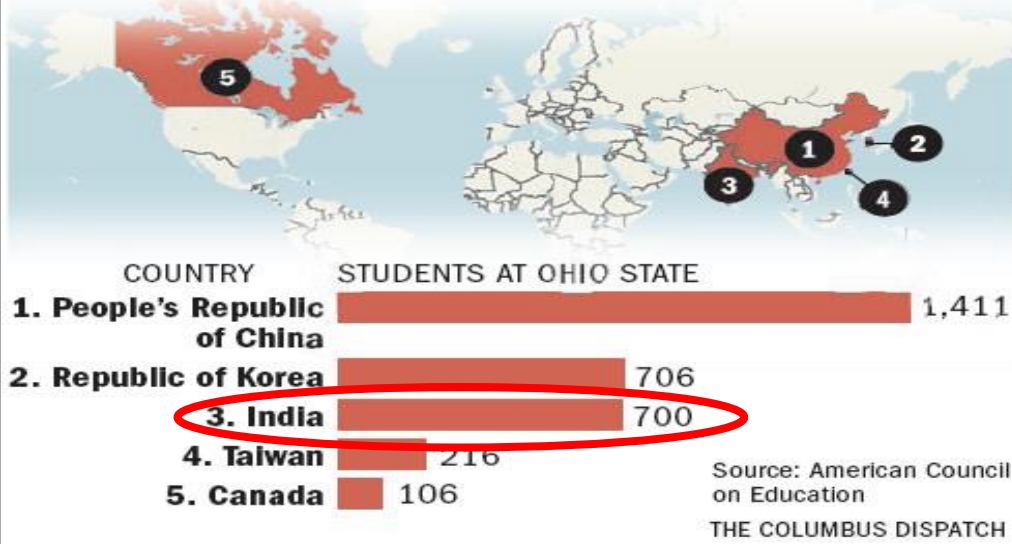 5
1
2
3
4
COUNTRY STUDENTS AT OHIO STATE
1. People's Republic of China 1,411
2. Republic of Korea 706
3. India 700
4. Taiwan 216
5. Canada 106
Source: American Council
on Education
THE COLUMBUS DISPATCH